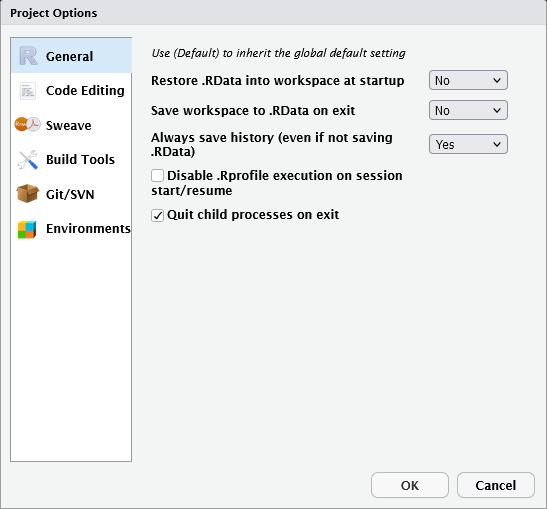 Project Options
General
Code Editing
Sweave
Build Tools
Git/SVN
Environments
Use (Default) to inherit the global default setting
Restore .RData into workspace at startup No
Save workspace to .RData on exit No
Always save history (even if not saving
.RData) Yes
Disable .Rprofile execution on session
start/resume
Quit child processes on exit
OK Cancel